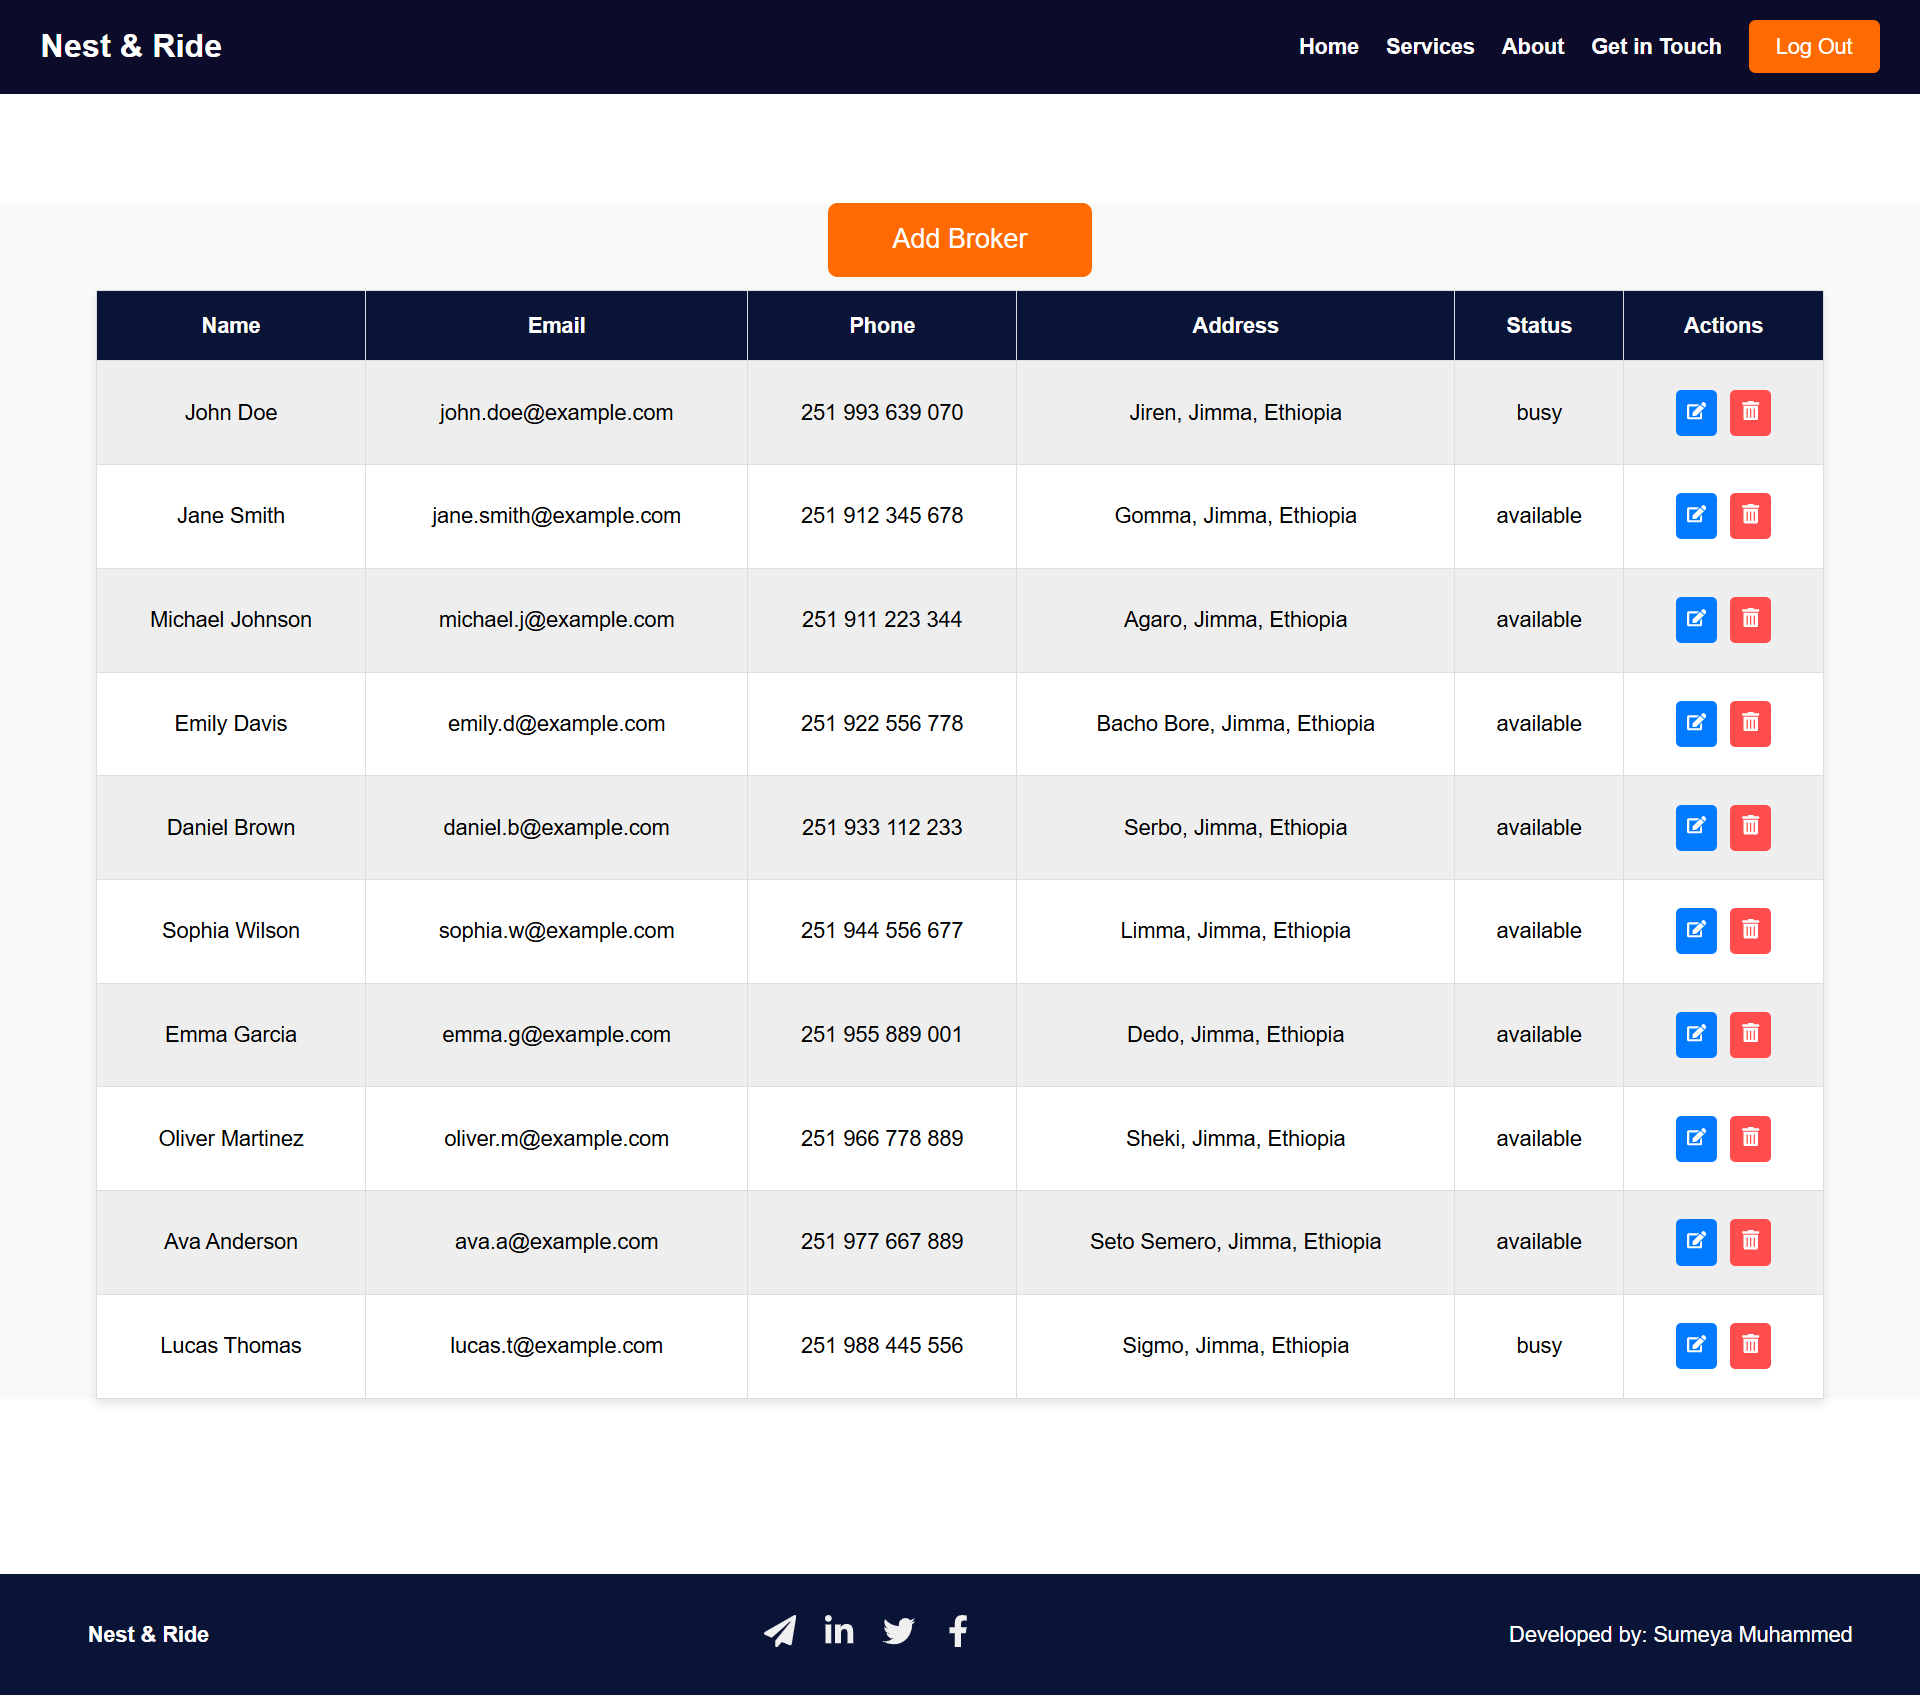 Nest & Ride Home Services About Get in Touch Log Out
Add Broker
Name Email Phone Address Status Actions
John Doe john.doe@example.com 251 993 639 070 Jiren, Jimma, Ethiopia busy
Jane Smith jane.smith@example.com 251 912 345 678 Gomma, Jimma, Ethiopia available
Michael Johnson michael.j@example.com 251 911 223 344 Agaro, Jimma, Ethiopia available
Emily Davis emily.d@example.com 251 922 556 778 Bacho Bore, Jimma, Ethiopia available
Daniel Brown daniel.b@example.com 251 933 112 233 Serbo, Jimma, Ethiopia available
Sophia Wilson sophia.w@example.com 251 944 556 677 Limma, Jimma, Ethiopia available
Emma Garcia emma.g@example.com 251 955 889 001 Dedo, Jimma, Ethiopia available
Oliver Martinez oliver.m@example.com 251 966 778 889 Sheki, Jimma, Ethiopia available
Ava Anderson ava.a@example.com 251 977 667 889 Seto Semero, Jimma, Ethiopia available
Lucas Thomas lucas.t@example.com 251 988 445 556 Sigmo, Jimma, Ethiopia busy
Nest & Ride Developed by: Sumeya Muhammed